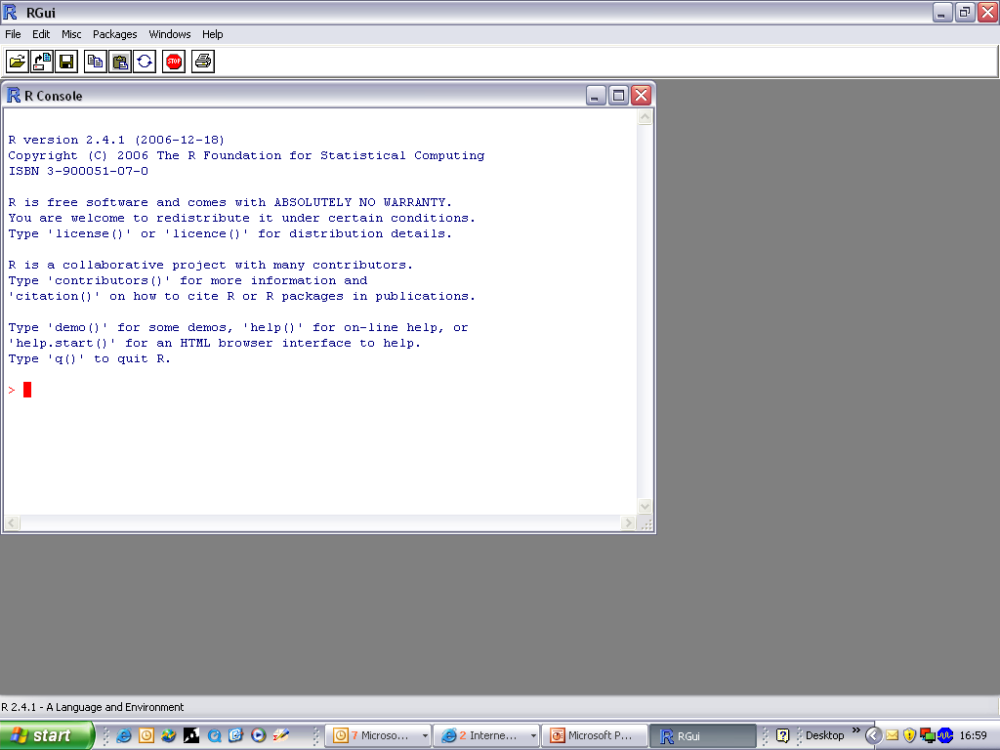 RGui
File Edit Misc Packages Windows Help
STOP
R Console
R version 2.4.1 (2006-12-18)
Copyright (C) 2006 The R Foundation for Statistical Computing
ISBN 3-900051-07-0
R is free software and comes with ABSOLUTELY NO WARRANTY.
You are welcome to redistribute it under certain conditions.
Type 'license()' or 'licence()' for distribution details.
R is a collaborative project with many contributors.
Type 'contributors()' for more information and
'citation()' on how to cite R or R packages in publications.
Type 'demo()' for some demos, 'help()' for on-line help, or
'help.start()' for an HTML browser interface to help.
Type 'q()' to quit R.
>
R 2.4.1 - A Language and Environment
start 7 Microso... 2 Interne... Microsoft P... RGui Desktop » 16:59